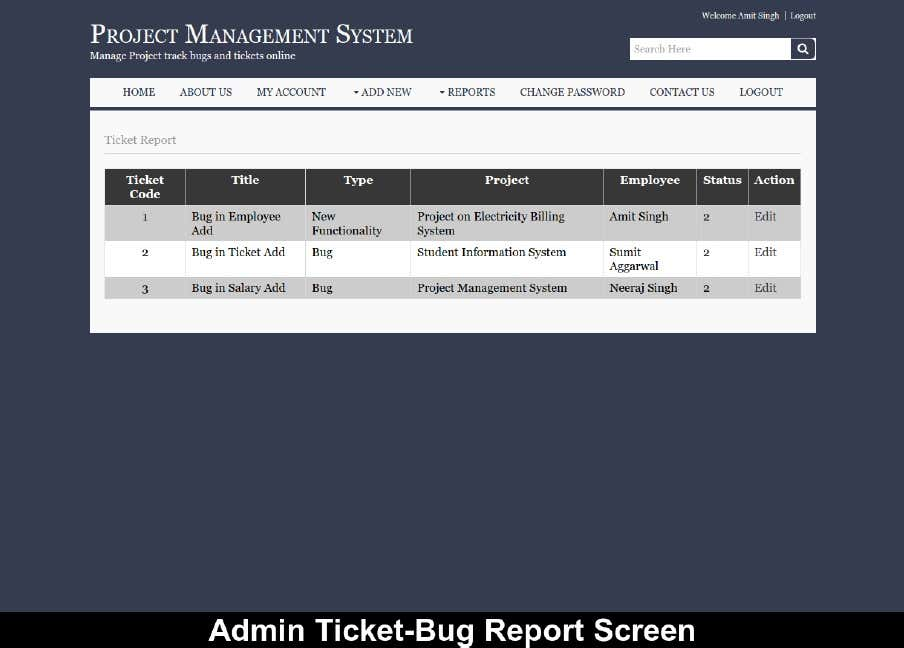 Welcome Amit Singh | Logout
Project Management System
Manage Project track bugs and tickets online
Search Here
HOME ABOUT US MY ACCOUNT ADD NEW REPORTS CHANGE PASSWORD CONTACT US LOGOUT
Ticket Report
Ticket Code Title Type Project Employee Status Action
1 Bug in Employee Add New Functionality Project on Electricity Billing System Amit Singh 2 Edit
2 Bug in Ticket Add Bug Student Information System Sumit Aggarwal 2 Edit
3 Bug in Salary Add Bug Project Management System Neeraj Singh 2 Edit
Admin Ticket-Bug Report Screen